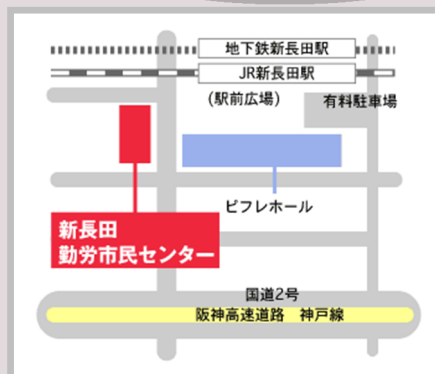 地下鉄新長田駅
JR新長田駅
(駅前広場)
有料駐車場
ピフレホール
新長田
勤労市民センター
国道2号
阪神高速道路　神戸線